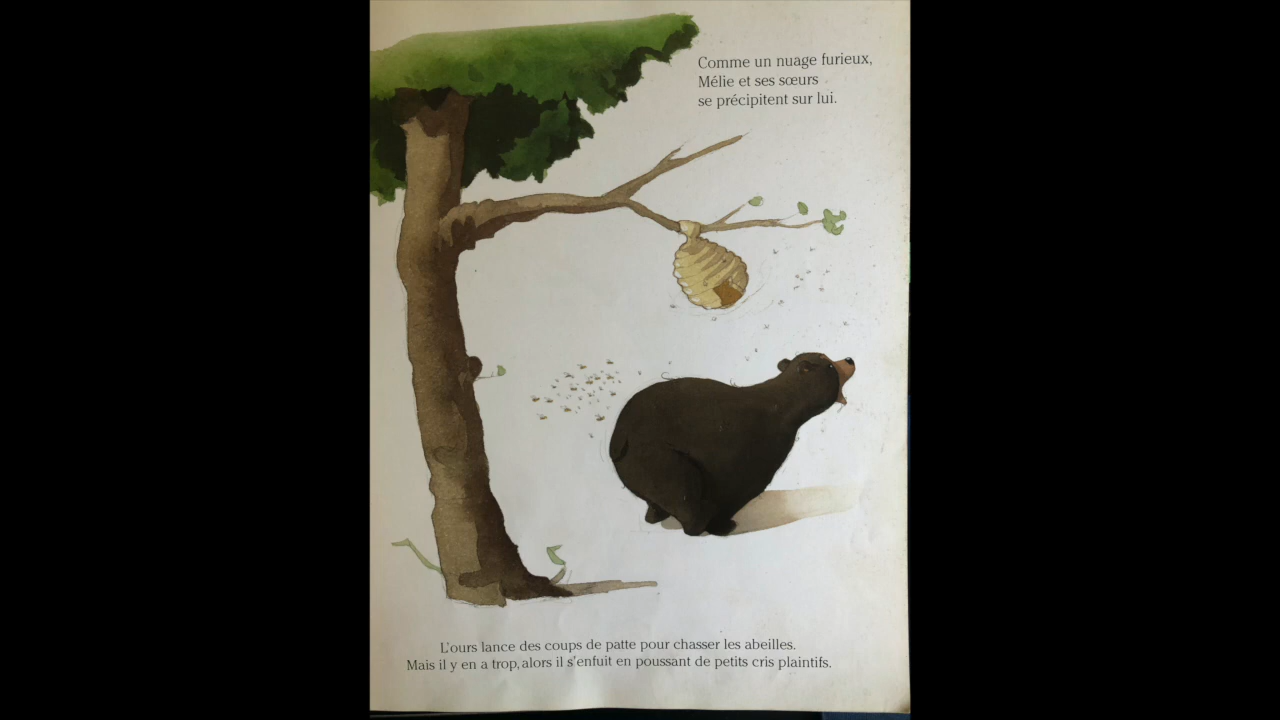 Comme un nuage furieux,
Mélie et ses sœurs
se précipitent sur lui.
L'ours lance des coups de patte pour chasser les abeilles.
Mais il y en a trop, alors il s'enfuit en poussant de petits cris plaintifs.